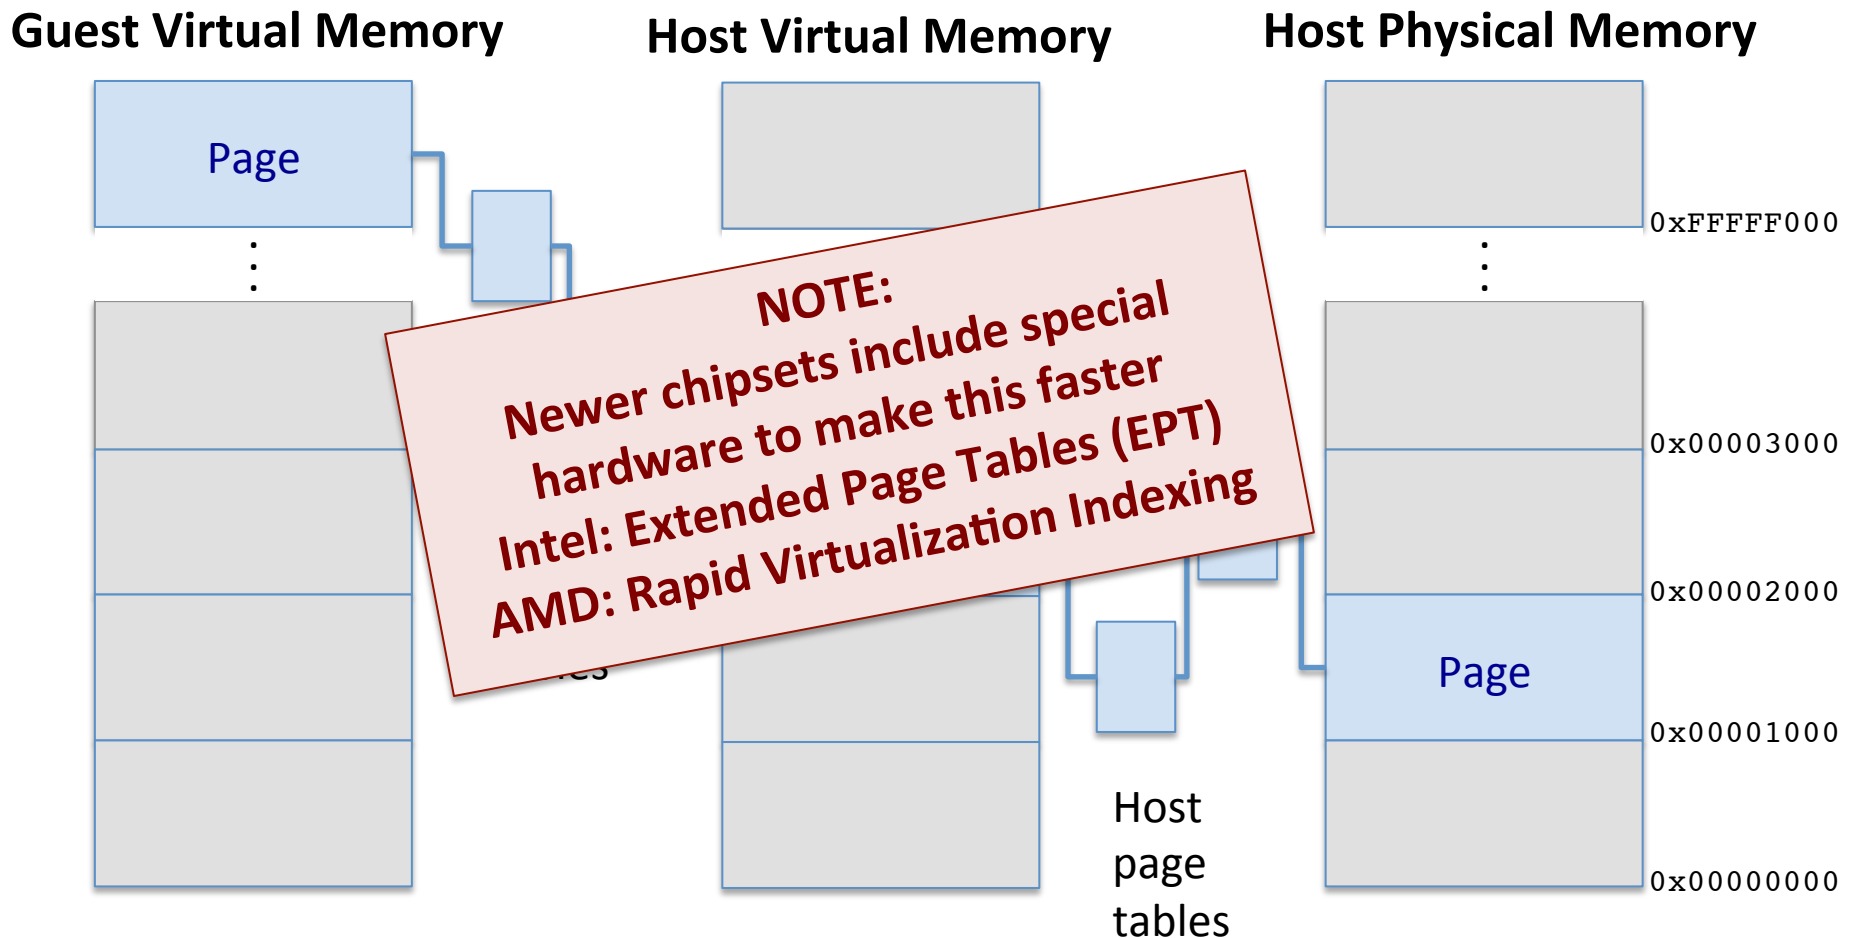 Guest Virtual Memory
Host Virtual Memory
Host Physical Memory
Page
0xFFFFF000
NOTE:
Newer chipsets include special
hardware to make this faster
Intel: Extended Page Tables (EPT)
AMD: Rapid Virtualization Indexing
0x00003000
0x00002000
Page
0x00001000
Host
page
tables
0x00000000